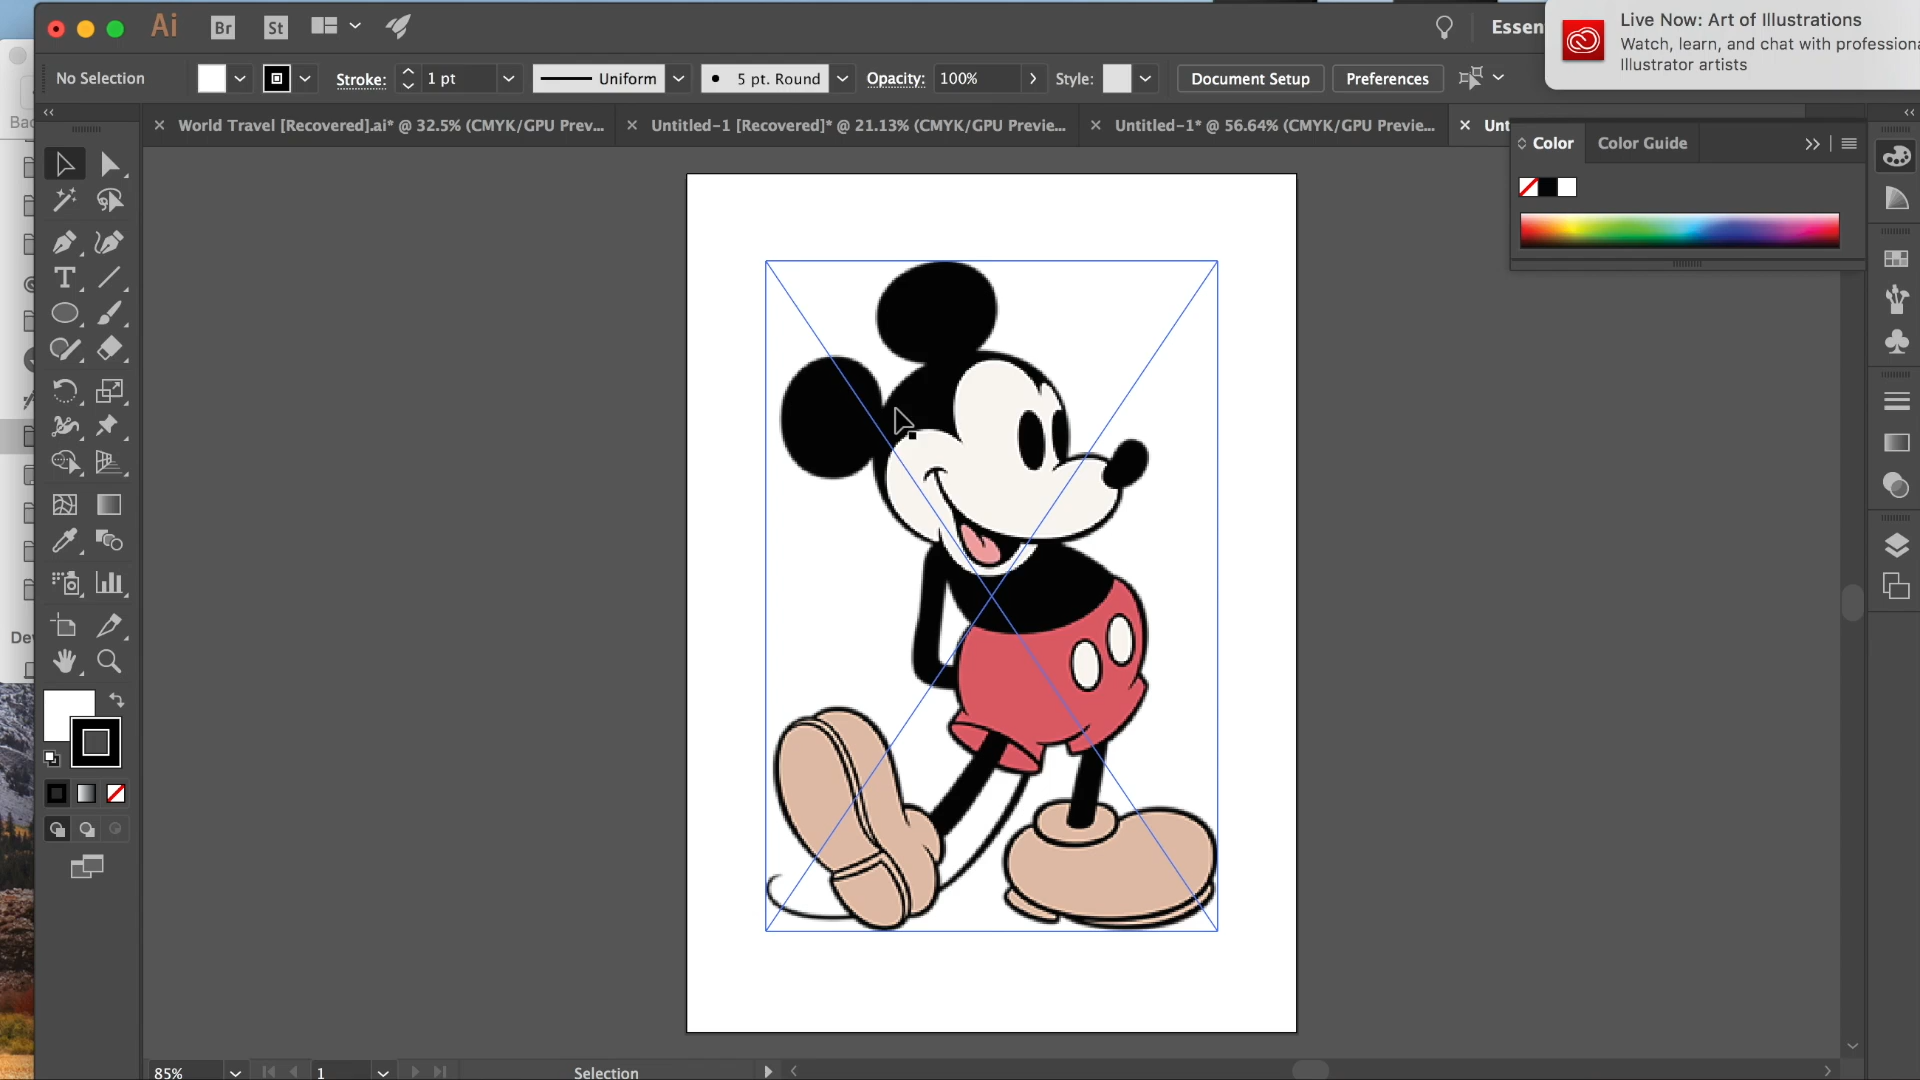 Ai Br St Essen
Live Now: Art of Illustrations
Watch, learn, and chat with professiona
Illustrator artists
No Selection Stroke: 1 pt Uniform 5 pt. Round Opacity: 100% Style: Document Setup Preferences
Bac
World Travel [Recovered].ai* @ 32.5% (CMYK/GPU Prev... Untitled-1 [Recovered]* @ 21.13% (CMYK/GPU Previe... Untitled-1* @ 56.64% (CMYK/GPU Previe... Unt
Color Color Guide
T
Dev
85% 1 Selection